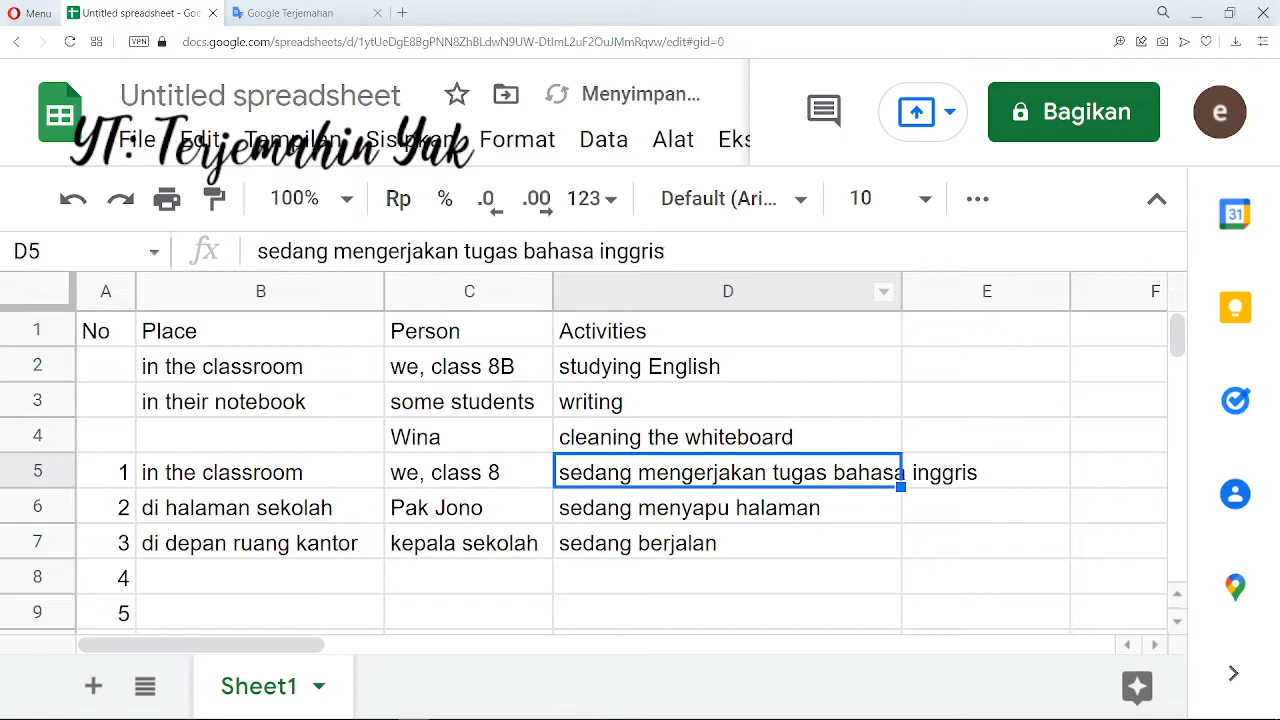 Menu
Untitled spreadsheet - Goo
Google Terjemahan
VPN
docs.google.com/spreadsheets/d/1ytUeDgE8BgPNN8ZhBLdwN9UW-DtImL2uF2OuJMmRqvw/edit#gid=0
Untitled spreadsheet
Menyimpan...
Bagikan
e
YT: Terjemahin Yak
File Edit Tampilan Sisipkan Format Data Alat Eks
100% Rp % .0 .00 123 Default (Ari... 10 ...
31
D5 fx sedang mengerjakan tugas bahasa inggris
A B C D E F
1 No Place Person Activities
2 in the classroom we, class 8B studying English
3 in their notebook some students writing
4 Wina cleaning the whiteboard
5 1 in the classroom we, class 8 sedang mengerjakan tugas bahasa inggris
6 2 di halaman sekolah Pak Jono sedang menyapu halaman
7 3 di depan ruang kantor kepala sekolah sedang berjalan
8 4
9 5
Sheet1